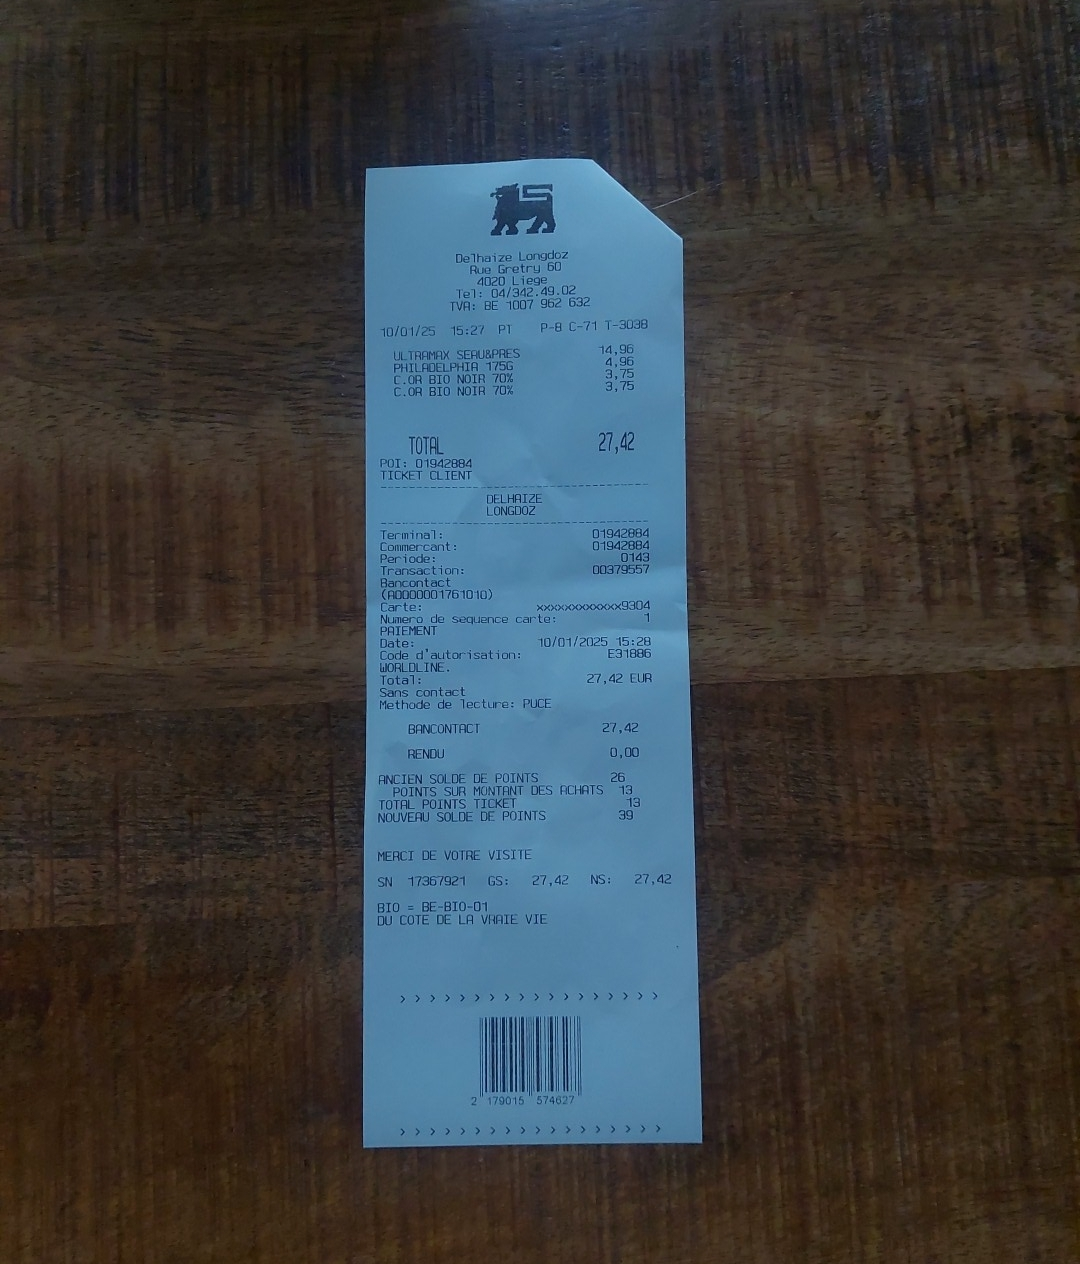 Delhaize Longdoz
Rue Gretry 60
4020 Liege
Tel: 04/342.49.02
TVA: BE 1007 962 632
10/01/25 15:27 PT P-8 C-71 T-3038
ULTRAMAX SEAU&PRES 14,96
PHILADELPHIA 175G 4,96
C.OR BIO NOIR 70% 3,75
C.OR BIO NOIR 70% 3,75
TOTAL 27,42
POI: 01942884
TICKET CLIENT
DELHAIZE
LONGDOZ
Terminal: 01942884
Commercant: 01942884
Periode: 0143
Transaction: 00379557
Bancontact
(A0000001761010)
Carte: xxxxxxxxxxxx9304
Numero de sequence carte: 1
PAIEMENT
Date: 10/01/2025 15:28
Code d'autorisation: E31886
WORLDLINE.
Total: 27,42 EUR
Sans contact
Methode de lecture: PUCE
BANCONTACT 27,42
RENDU 0,00
ANCIEN SOLDE DE POINTS 26
POINTS SUR MONTANT DES ACHATS 13
TOTAL POINTS TICKET 13
NOUVEAU SOLDE DE POINTS 39
MERCI DE VOTRE VISITE
SN 17367921 GS: 27,42 NS: 27,42
BIO = BE-BIO-01
DU COTE DE LA VRAIE VIE
> > > > > > > > > > > > > > > > > >
2 179015 574627
> > > > > > > > > > > > > > > > > >